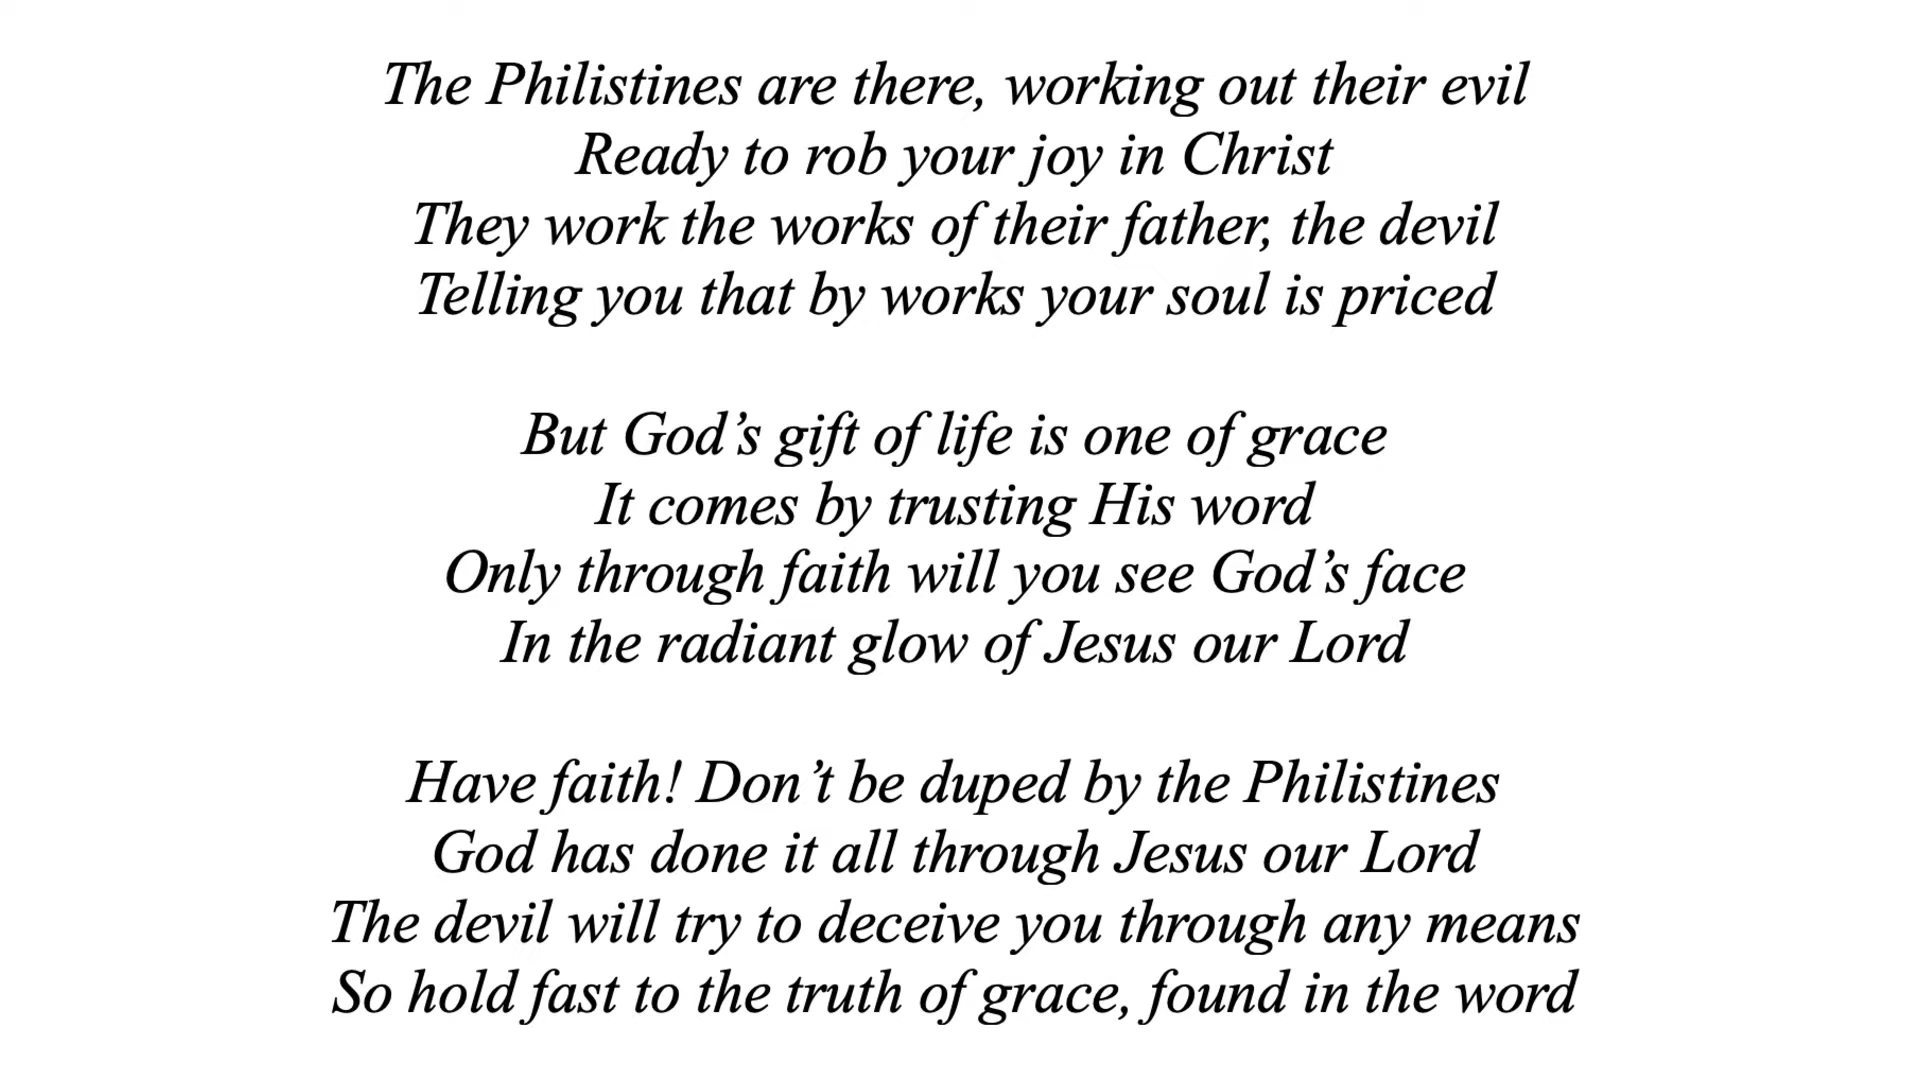 The Philistines are there, working out their evil
Ready to rob your joy in Christ
They work the works of their father, the devil
Telling you that by works your soul is priced
But God’s gift of life is one of grace
It comes by trusting His word
Only through faith will you see God’s face
In the radiant glow of Jesus our Lord
Have faith! Don’t be duped by the Philistines
God has done it all through Jesus our Lord
The devil will try to deceive you through any means
So hold fast to the truth of grace, found in the word